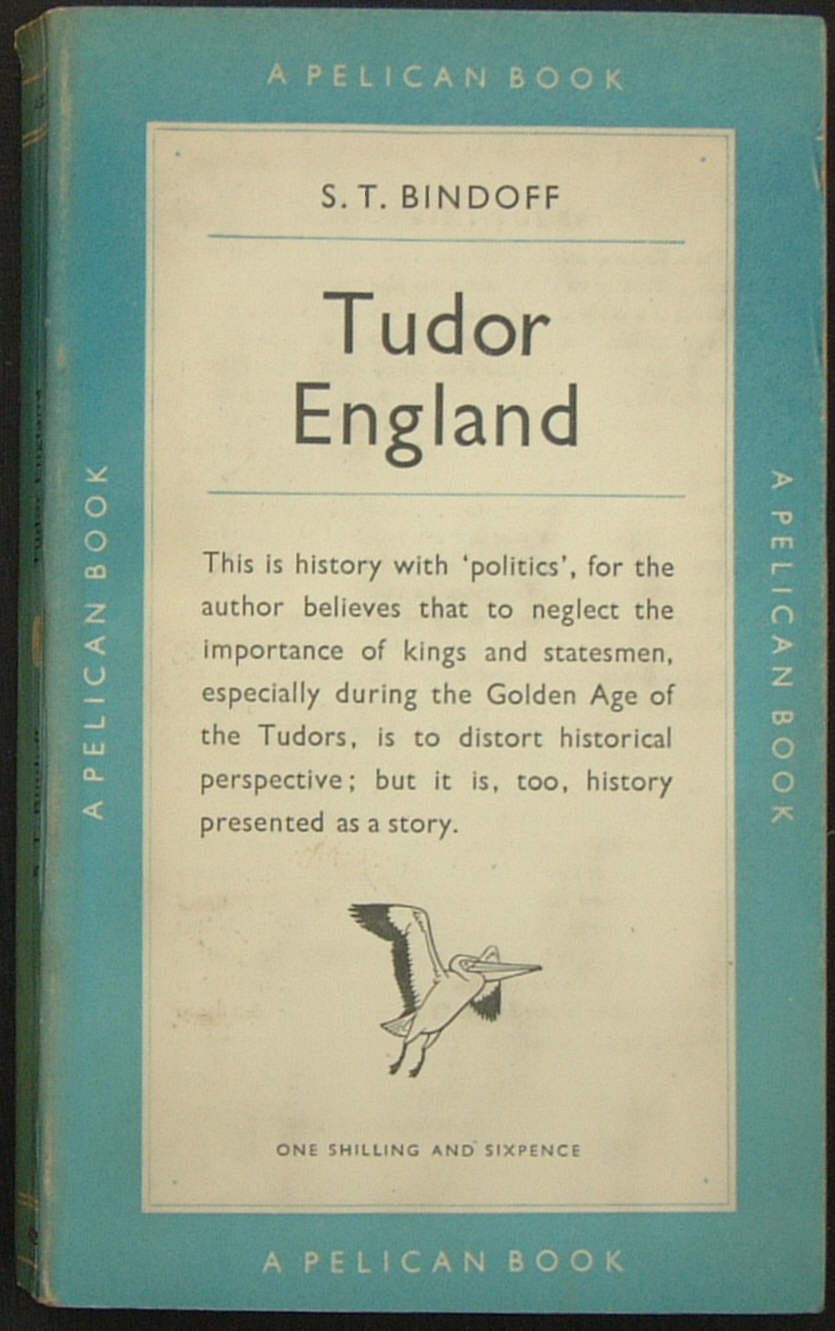 A PELICAN BOOK
S. T. BINDOFF
Tudor
England
This is history with ‘politics’, for the
author believes that to neglect the
importance of kings and statesmen,
especially during the Golden Age of
the Tudors, is to distort historical
perspective; but it is, too, history
presented as a story.
ONE SHILLING AND SIXPENCE
A PELICAN BOOK
A PELICAN BOOK
A PELICAN BOOK
Tudor England